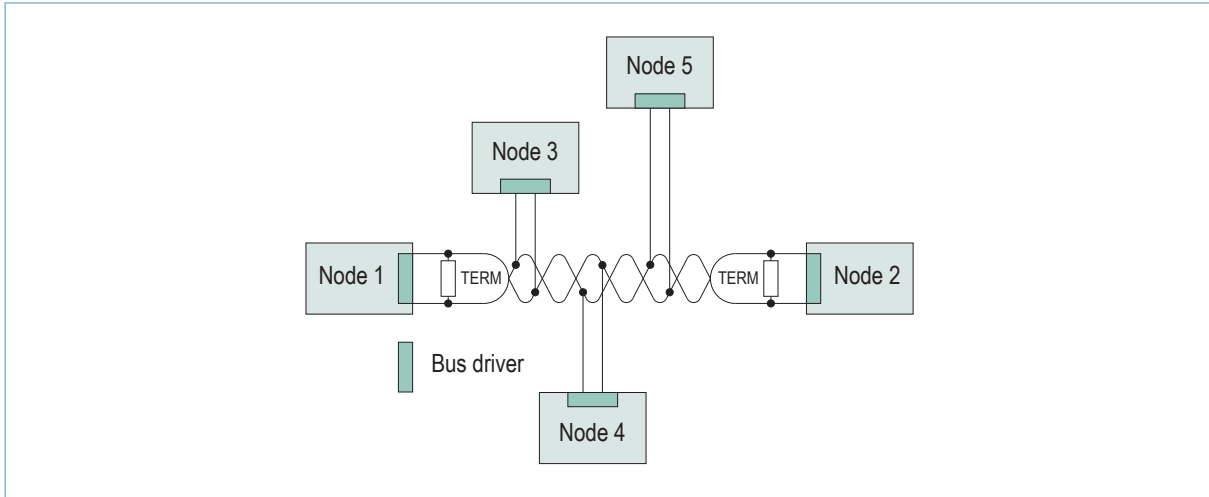 Node 5
Node 3
Node 1
TERM
TERM
Node 2
Bus driver
Node 4